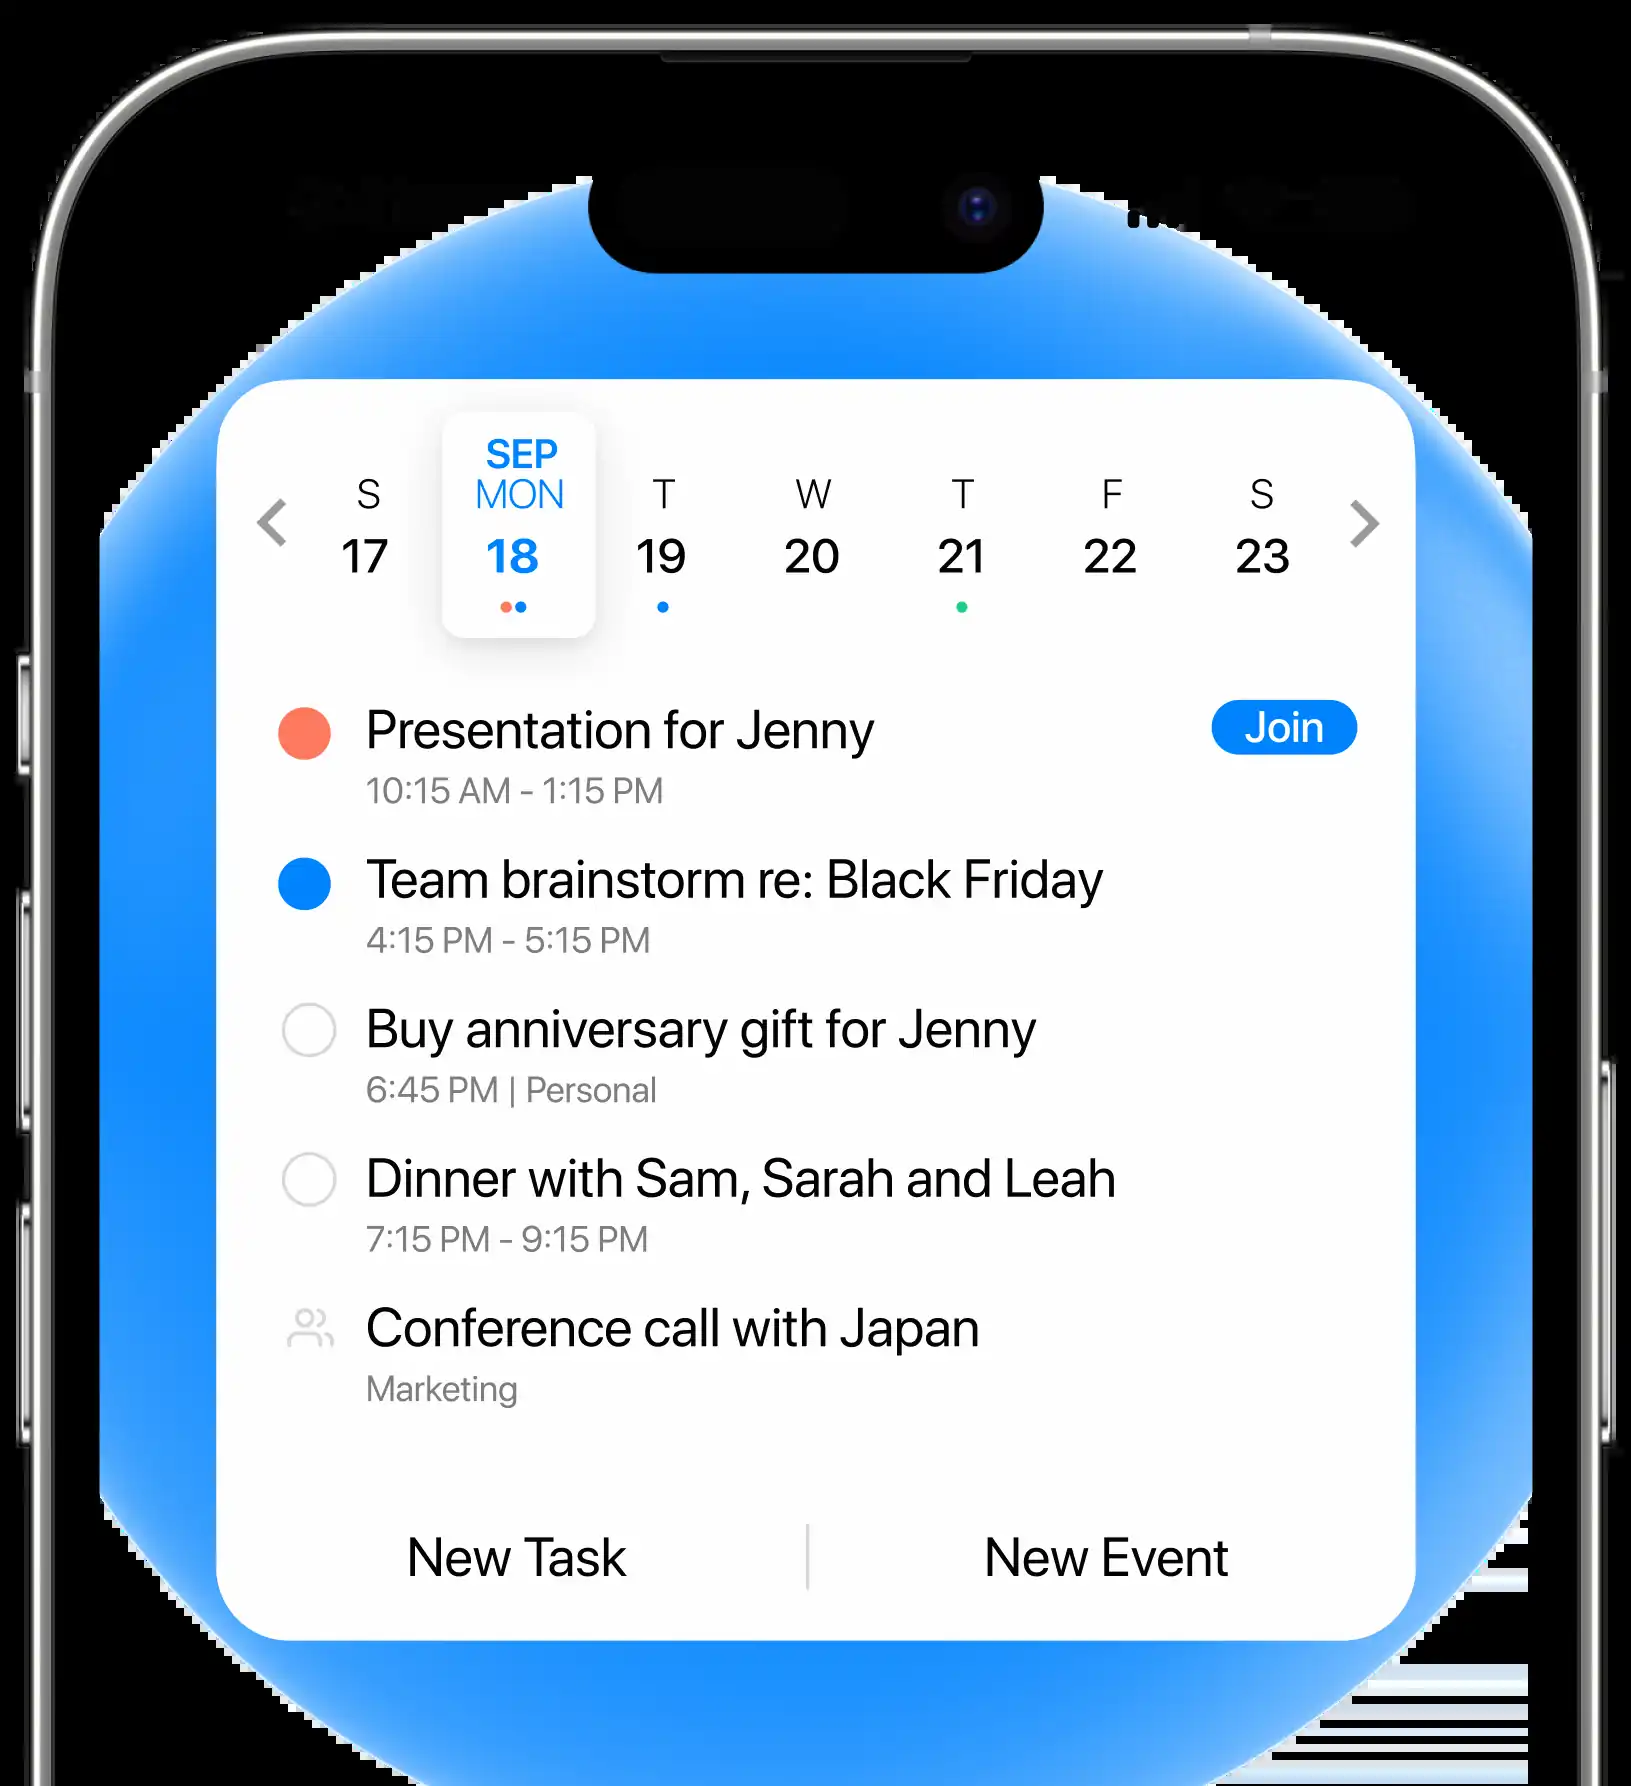 SEP
S MON T W T F S
17 18 19 20 21 22 23
Presentation for Jenny
Join
10:15 AM - 1:15 PM
Team brainstorm re: Black Friday
4:15 PM - 5:15 PM
Buy anniversary gift for Jenny
6:45 PM | Personal
Dinner with Sam, Sarah and Leah
7:15 PM - 9:15 PM
Conference call with Japan
Marketing
New Task | New Event